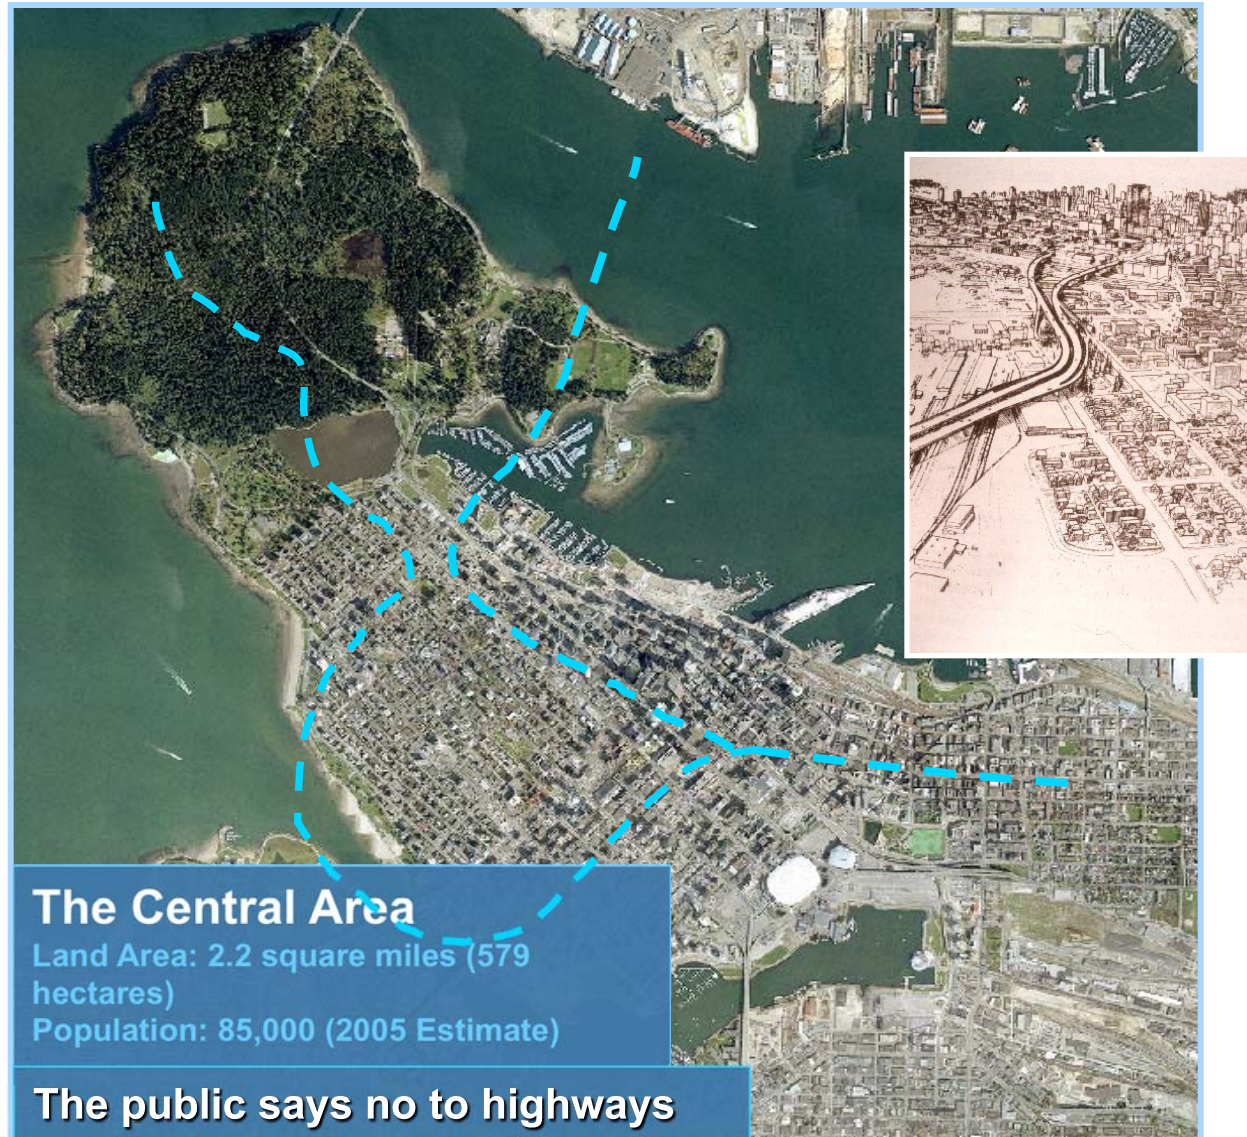 The Central Area
Land Area: 2.2 square miles (579
hectares)
Population: 85,000 (2005 Estimate)
The public says no to highways